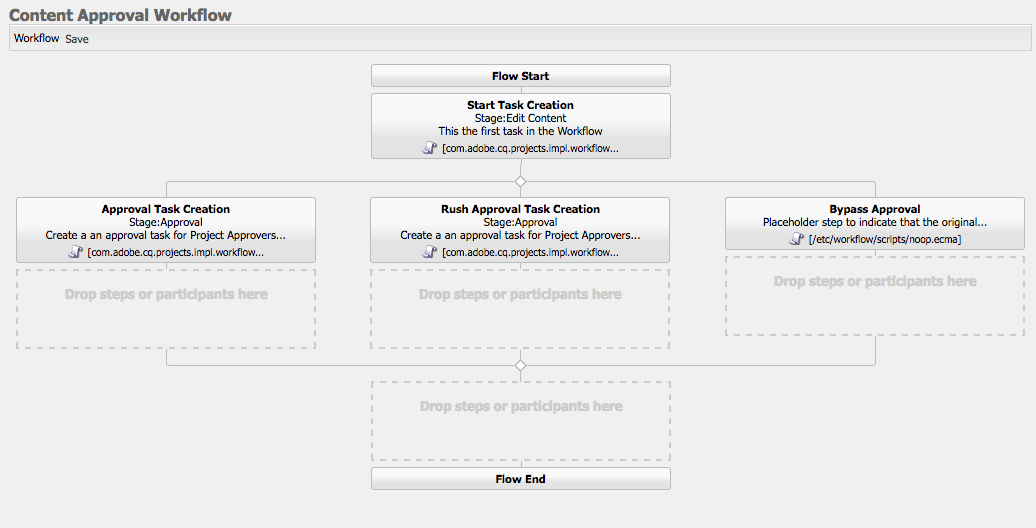 Content Approval Workflow
Workflow Save
Flow Start
Start Task Creation
Stage:Edit Content
This the first task in the Workflow
[com.adobe.cq.projects.impl.workflow...
Approval Task Creation
Stage:Approval
Create a an approval task for Project Approvers...
[com.adobe.cq.projects.impl.workflow...
Drop steps or participants here
Rush Approval Task Creation
Stage:Approval
Create a an approval task for Project Approvers...
[com.adobe.cq.projects.impl.workflow...
Drop steps or participants here
Bypass Approval
Placeholder step to indicate that the original...
[/etc/workflow/scripts/noop.ecma]
Drop steps or participants here
Drop steps or participants here
Flow End